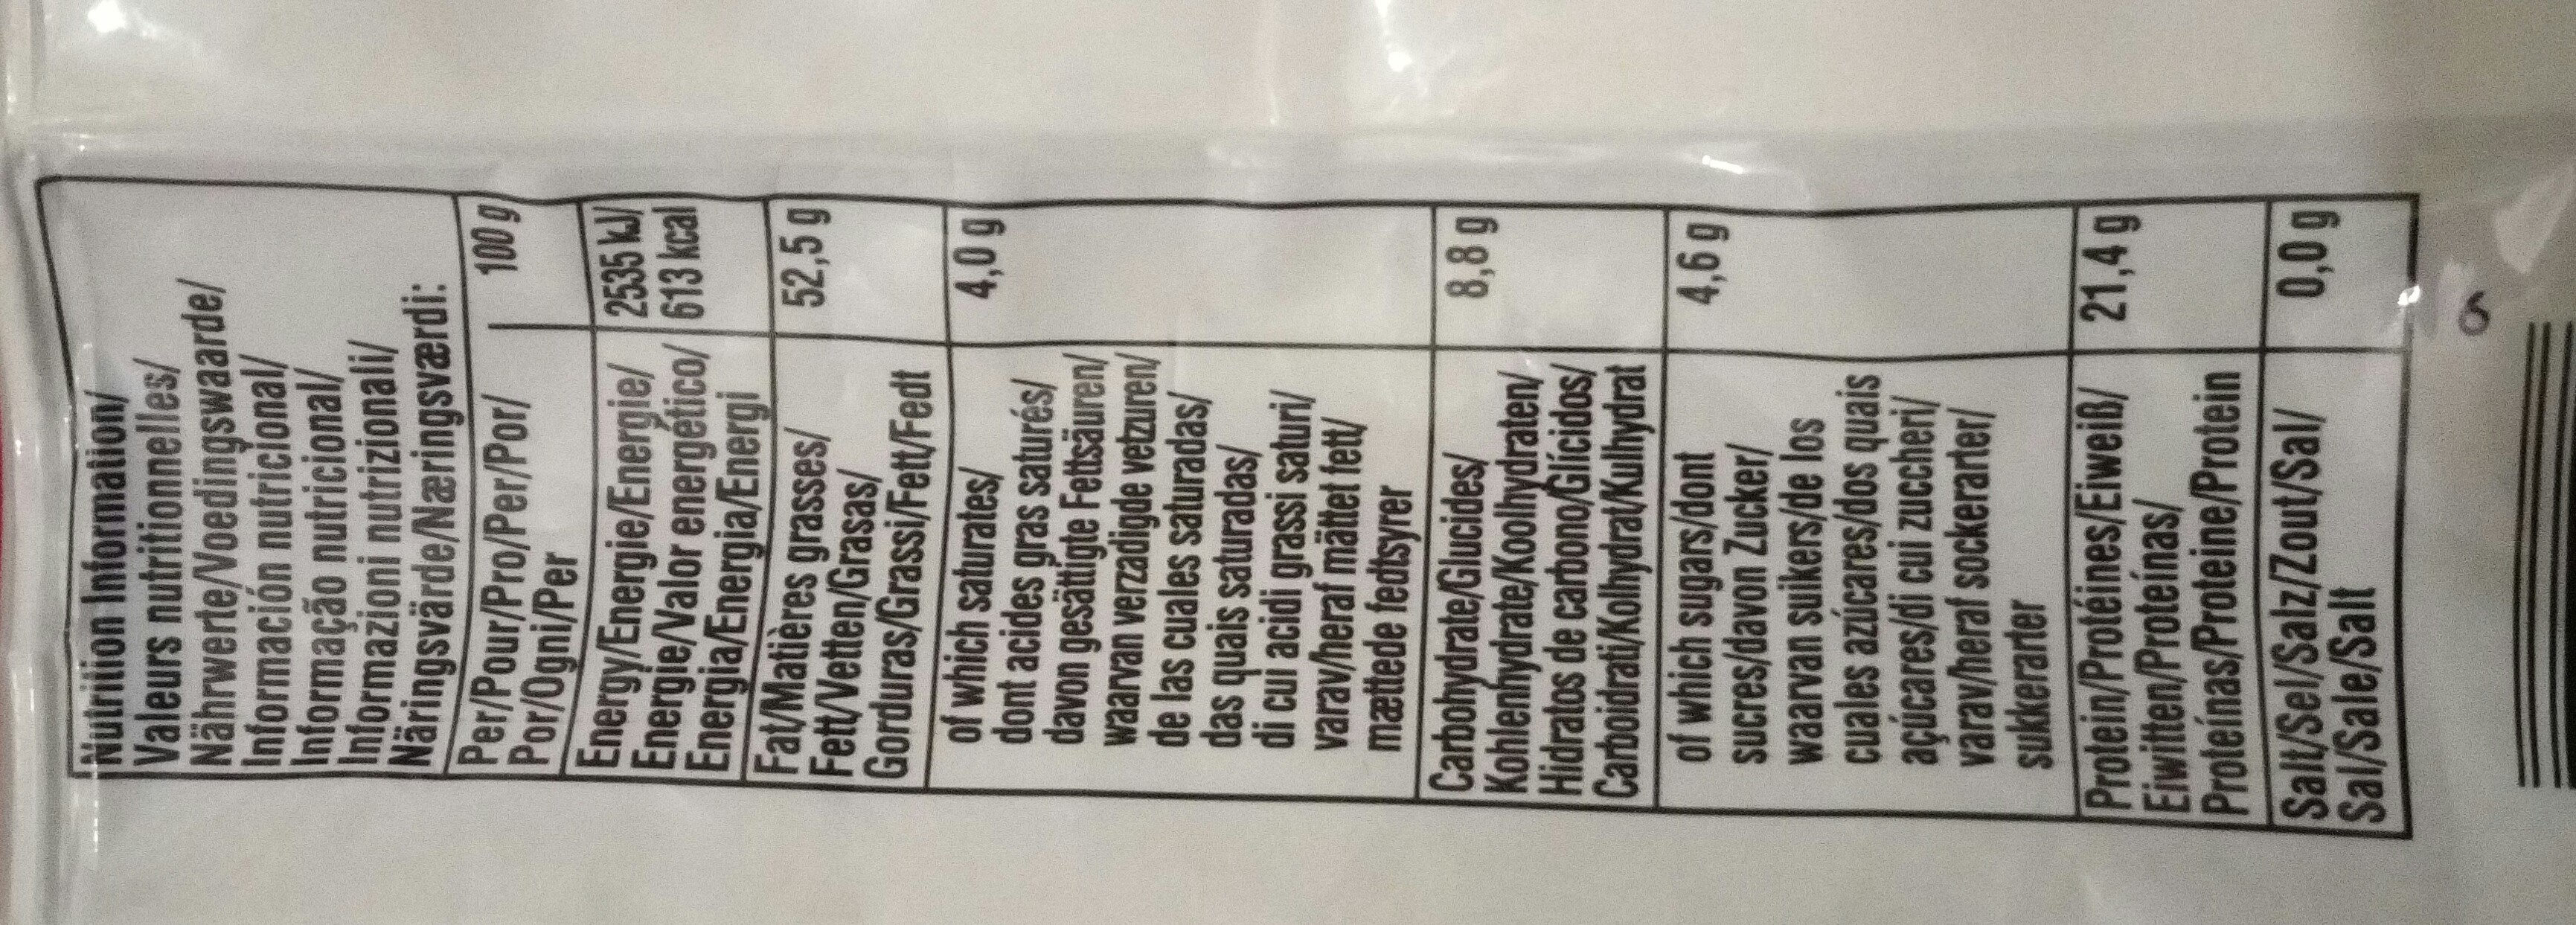 Nutrition Information/
Valeurs nutritionnelles/
Nährwerte/Voedingswaarde/
Información nutricional/
Informação nutricional/
Informazioni nutrizionali/
Näringsvärde/Næringsværdi:
Per/Pour/Pro/Per/Por/ 100 g
Por/Ogni/Per
Energy/Energie/Energie/ 2535 kJ/
Energie/Valor energético/ 613 kcal
Energia/Energia/Energi
Fat/Matières grasses/ 52,5 g
Fett/Vetten/Grasas/
Gorduras/Grassi/Fett/Fedt
of which saturates/ 4,0 g
dont acides gras saturés/
davon gesättigte Fettsäuren/
waarvan verzadigde vetzuren/
de las cuales saturadas/
das quais saturadas/
di cui acidi grassi saturi/
varav/heraf mättet fett/
mættede fedtsyrer
Carbohydrate/Glucides/ 8,8 g
Kohlenhydrate/Koolhydraten/
Hidratos de carbono/Glícidos/
Carboidrati/Kolhydrat/Kulhydrat
of which sugars/dont 4,6 g
sucres/davon Zucker/
waarvan suikers/de los
cuales azúcares/dos quais
açúcares/di cui zuccheri/
varav/heraf sockerarter/
sukkerarter
Protein/Protéines/Eiweiß/ 21,4 g
Eiwitten/Proteínas/
Proteínas/Proteine/Protein
Salt/Sel/Salz/Zout/Sal/ 0,0 g
Sal/Sale/Salt
6